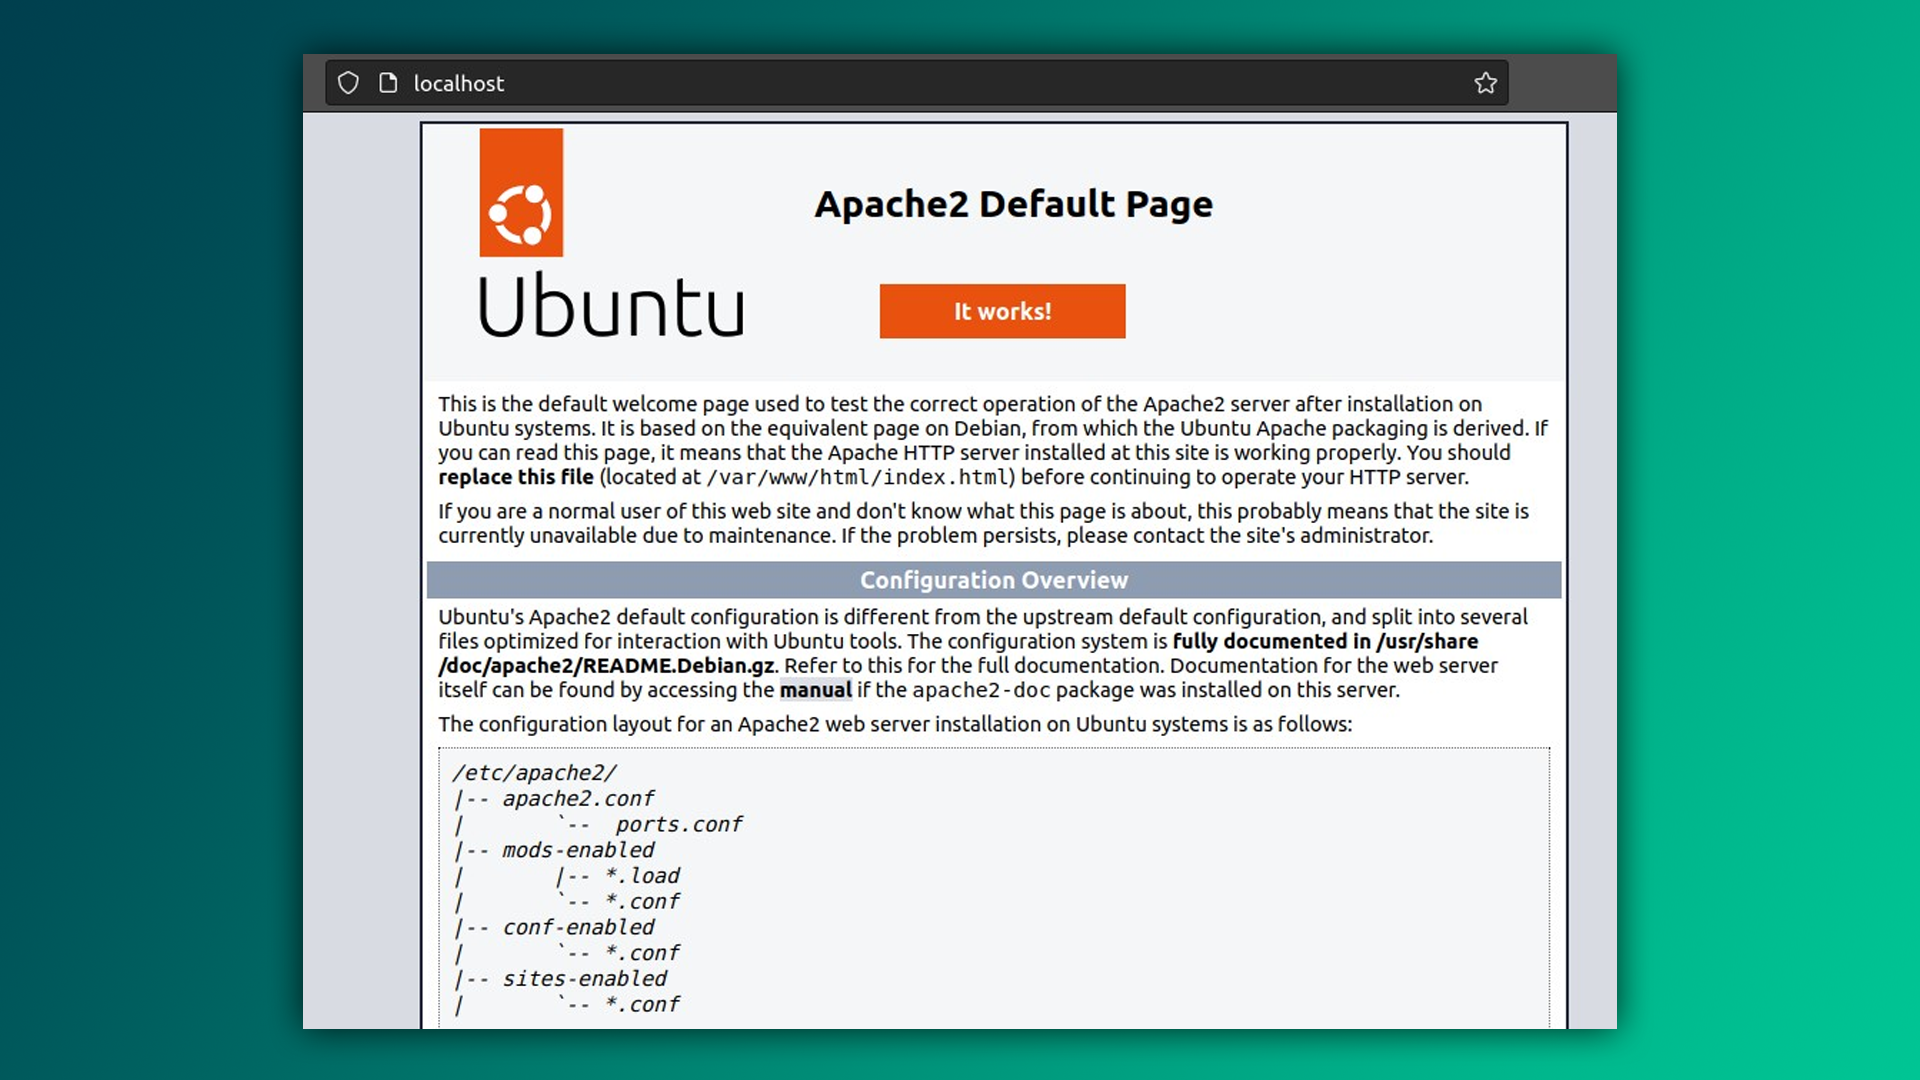 localhost
Apache2 Default Page
Ubuntu
It works!
This is the default welcome page used to test the correct operation of the Apache2 server after installation on
Ubuntu systems. It is based on the equivalent page on Debian, from which the Ubuntu Apache packaging is derived. If
you can read this page, it means that the Apache HTTP server installed at this site is working properly. You should
replace this file (located at /var/www/html/index.html) before continuing to operate your HTTP server.
If you are a normal user of this web site and don't know what this page is about, this probably means that the site is
currently unavailable due to maintenance. If the problem persists, please contact the site's administrator.
Configuration Overview
Ubuntu's Apache2 default configuration is different from the upstream default configuration, and split into several
files optimized for interaction with Ubuntu tools. The configuration system is fully documented in /usr/share
/doc/apache2/README.Debian.gz. Refer to this for the full documentation. Documentation for the web server
itself can be found by accessing the manual if the apache2-doc package was installed on this server.
The configuration layout for an Apache2 web server installation on Ubuntu systems is as follows:
/etc/apache2/
|-- apache2.conf
|       `--  ports.conf
|-- mods-enabled
|       |-- *.load
|       `-- *.conf
|-- conf-enabled
|       `-- *.conf
|-- sites-enabled
|       `-- *.conf